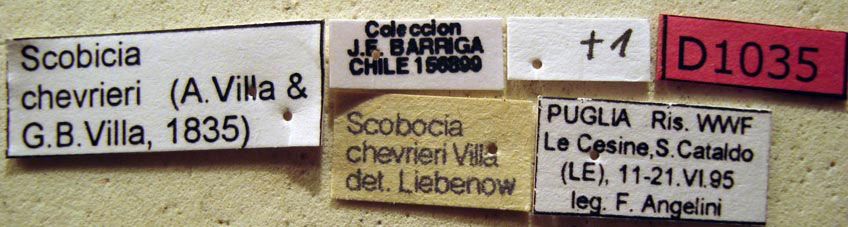 Scobicia
chevrieri (A.Villa &
G.B.Villa, 1835)
Coleccion
J.E. BARRIGA
CHILE 156899
+1
D1035
Scobocia
chevrieri Villa
det. Liebenow
PUGLIA Ris. WWF
Le Cesine,S.Cataldo
(LE), 11-21.VI.95
leg. F. Angelini